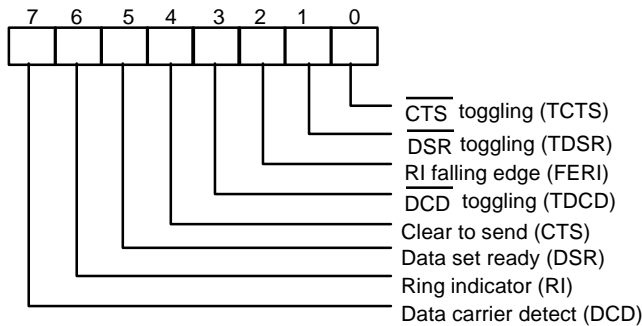 7 6 5 4 3 2 1 0
CTS toggling (TCTS)
DSR toggling (TDSR)
RI falling edge (FERI)
DCD toggling (TDCD)
Clear to send (CTS)
Data set ready (DSR)
Ring indicator (RI)
Data carrier detect (DCD)